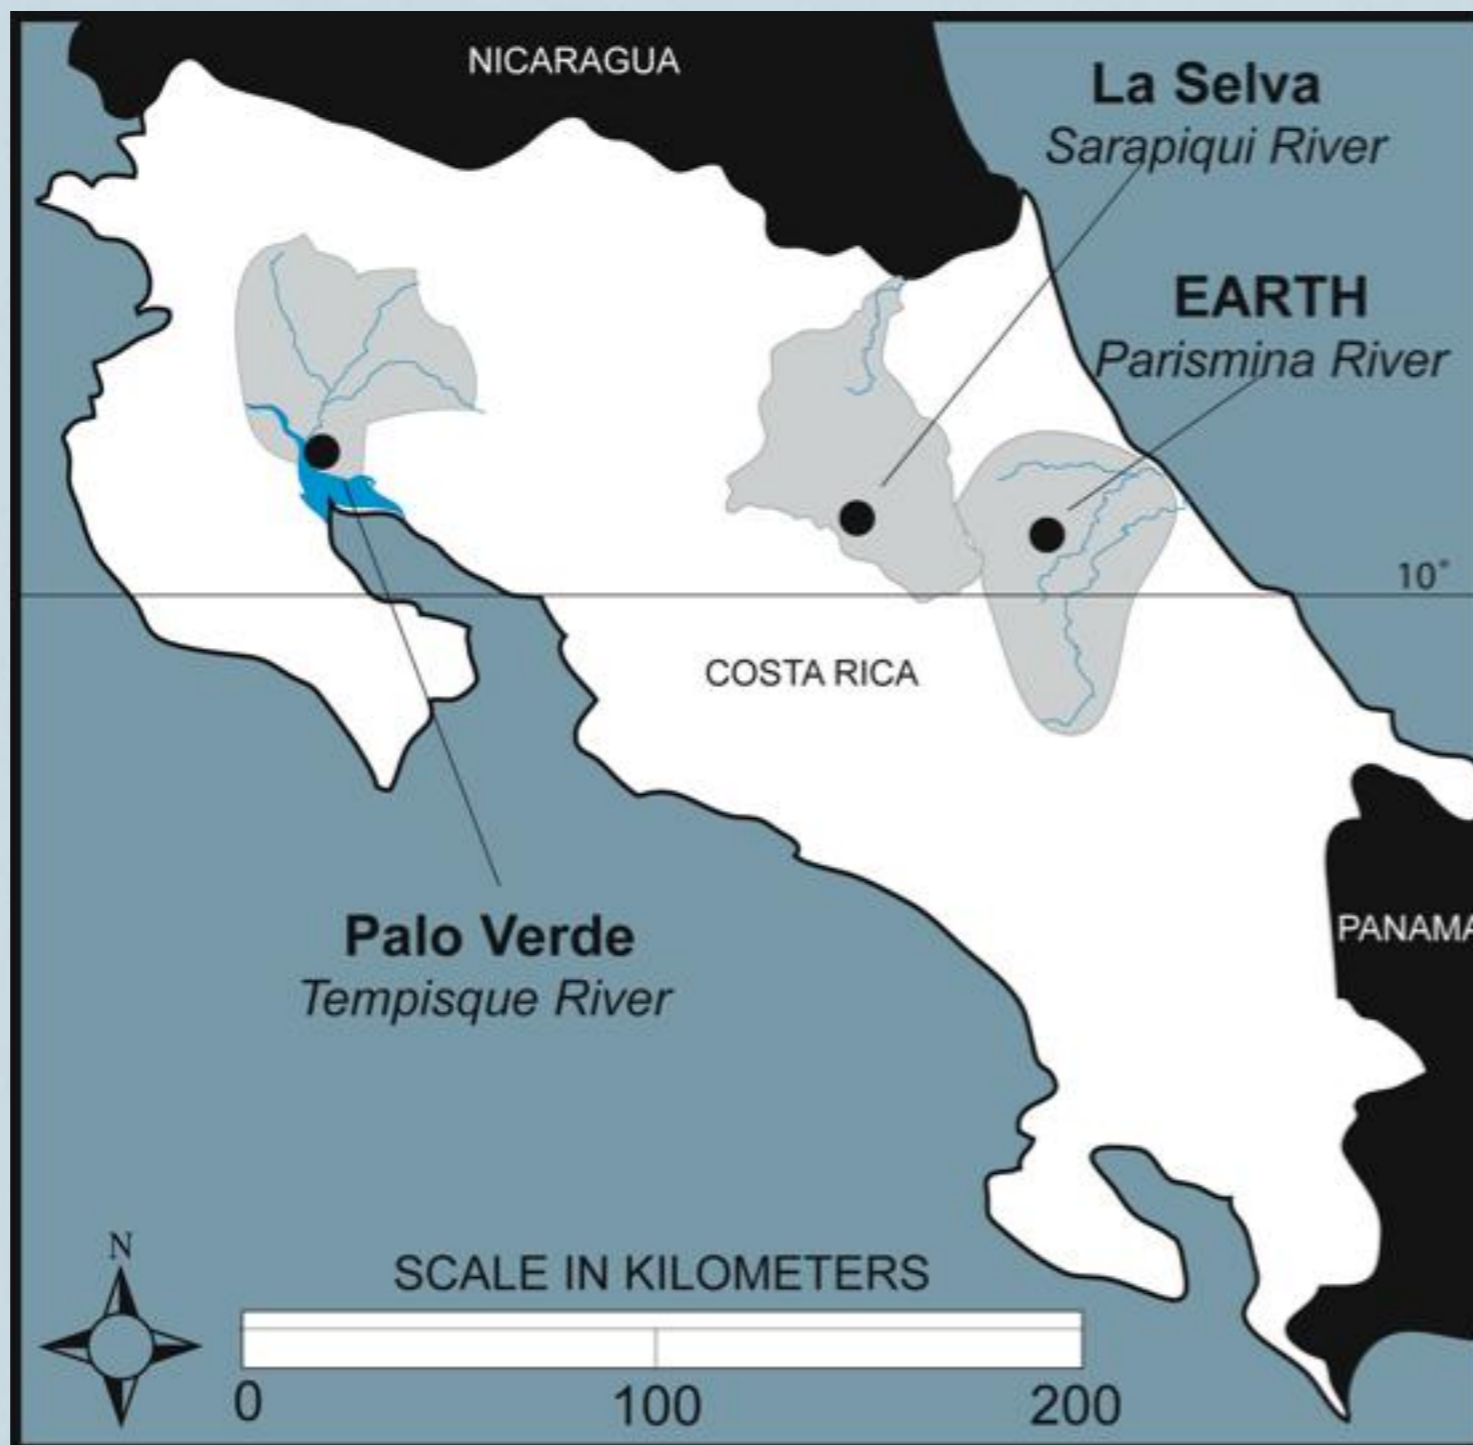 NICARAGUA
La Selva
Sarapiqui River
EARTH
Parismina River
10°
COSTA RICA
PANAMA
Palo Verde
Tempisque River
N
SCALE IN KILOMETERS
0 100 200